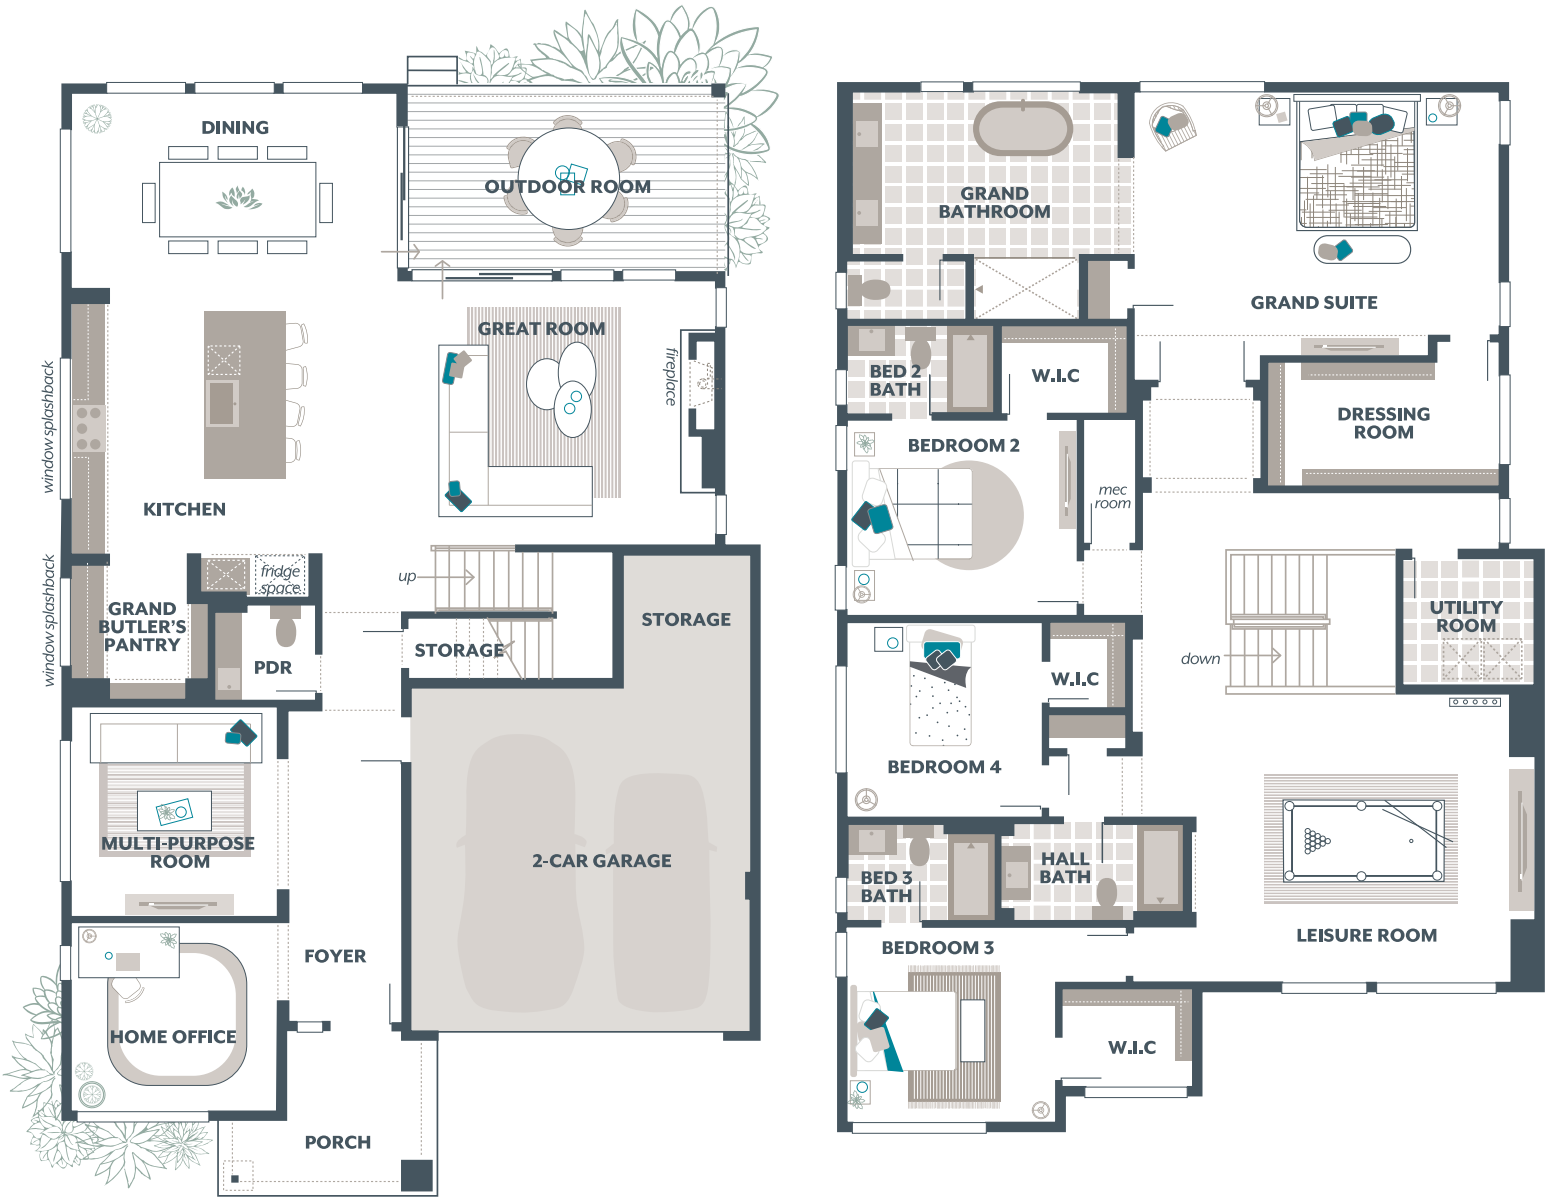 DINING
OUTDOOR ROOM
GREAT ROOM
fireplace
window splashback
KITCHEN
window splashback
fridge
space
up
GRAND
BUTLER'S
PANTRY
PDR
STORAGE
STORAGE
MULTI-PURPOSE
ROOM
2-CAR GARAGE
FOYER
HOME OFFICE
PORCH
GRAND
BATHROOM
GRAND SUITE
BED 2
BATH
W.I.C
DRESSING
ROOM
BEDROOM 2
mec
room
UTILITY
ROOM
down
W.I.C
BEDROOM 4
HALL
BATH
BED 3
BATH
LEISURE ROOM
BEDROOM 3
W.I.C